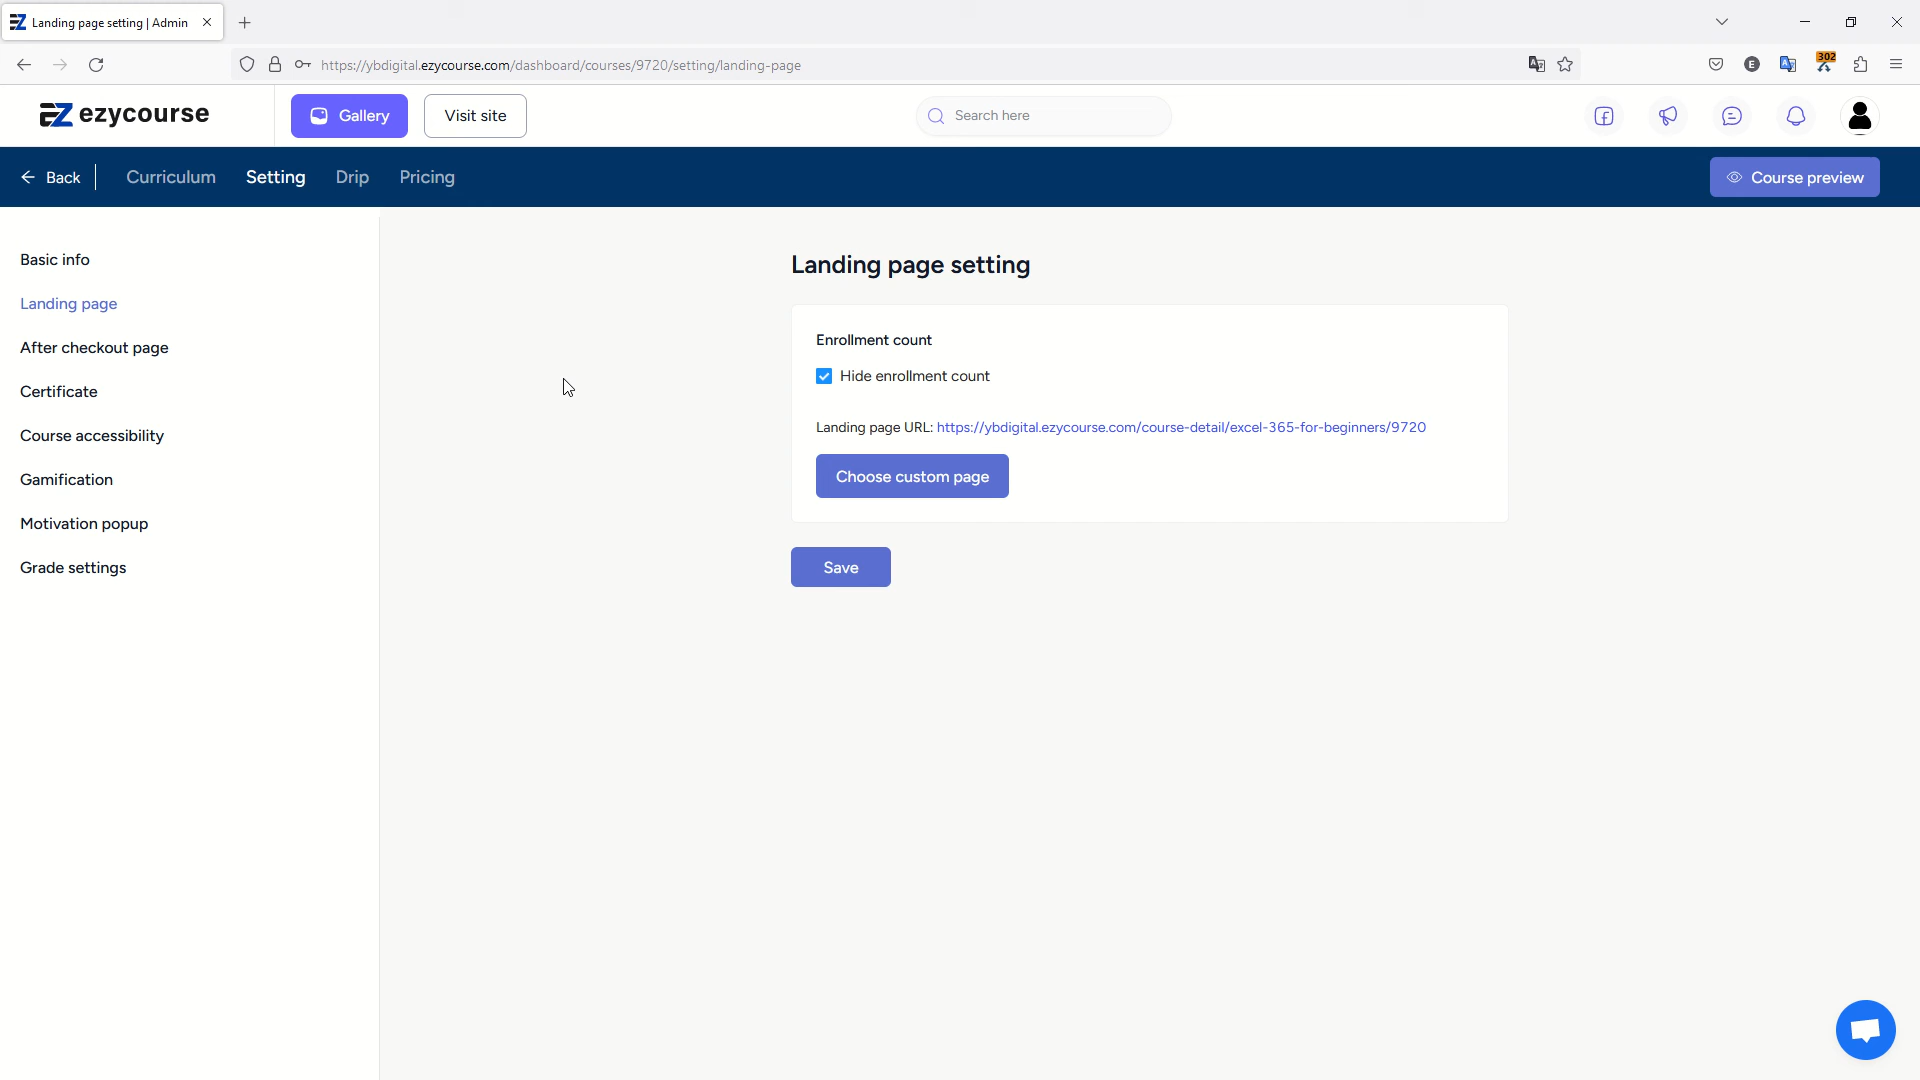 Landing page setting | Admin
https://ybdigital.ezycourse.com/dashboard/courses/9720/setting/landing-page
302
E
ezycourse
Gallery
Visit site
Search here
Back
Curriculum
Setting
Drip
Pricing
Course preview
Basic info
Landing page
After checkout page
Certificate
Course accessibility
Gamification
Motivation popup
Grade settings
Landing page setting
Enrollment count
Hide enrollment count
Landing page URL: https://ybdigital.ezycourse.com/course-detail/excel-365-for-beginners/9720
Choose custom page
Save